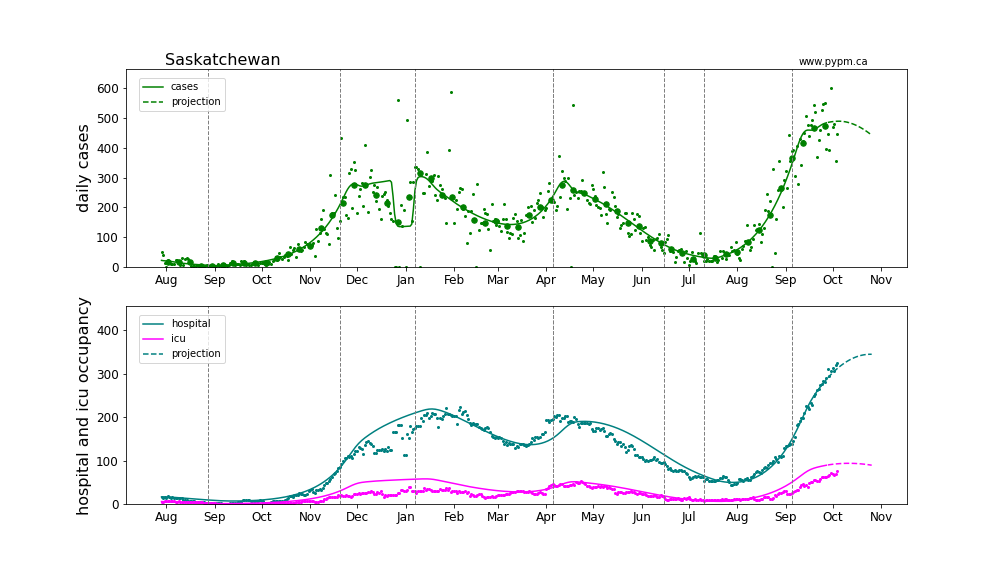 Saskatchewan
www.pypm.ca
daily cases
600
500
400
300
200
100
0
cases
projection
Aug Sep Oct Nov Dec Jan Feb Mar Apr May Jun Jul Aug Sep Oct Nov
hospital and icu occupancy
400
300
200
100
0
hospital
icu
projection
Aug Sep Oct Nov Dec Jan Feb Mar Apr May Jun Jul Aug Sep Oct Nov